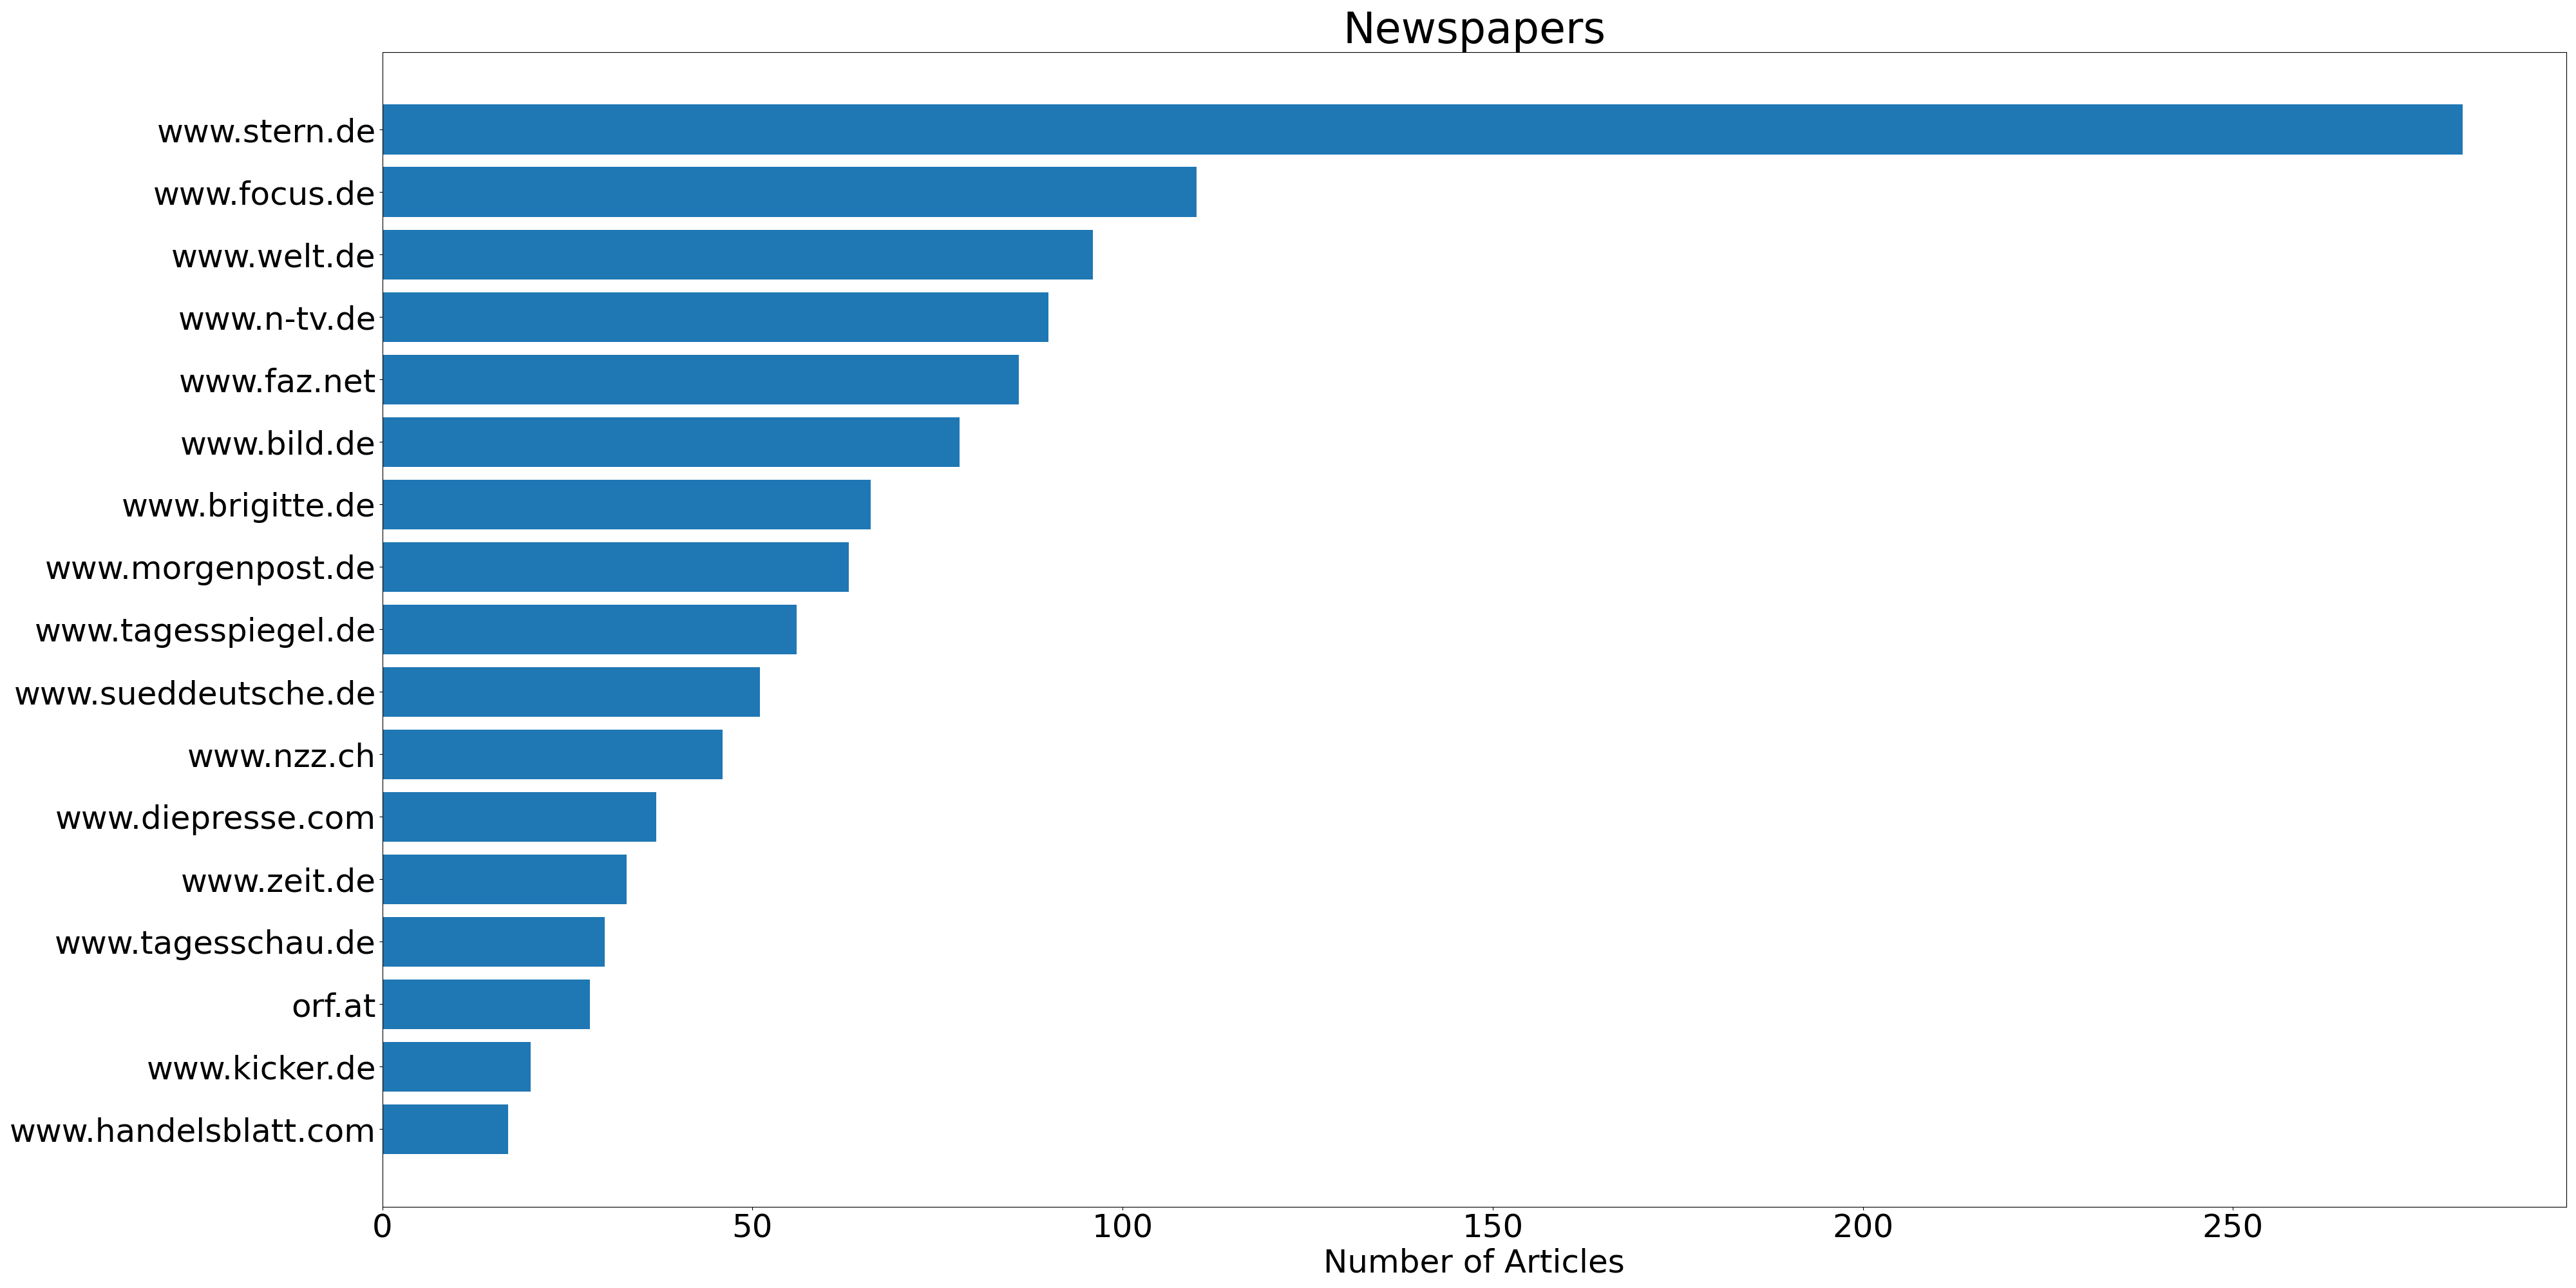 Newspapers
www.stern.de
www.focus.de
www.welt.de
www.n-tv.de
www.faz.net
www.bild.de
www.brigitte.de
www.morgenpost.de
www.tagesspiegel.de
www.sueddeutsche.de
www.nzz.ch
www.diepresse.com
www.zeit.de
www.tagesschau.de
orf.at
www.kicker.de
www.handelsblatt.com
0 50 100 150 200 250
Number of Articles